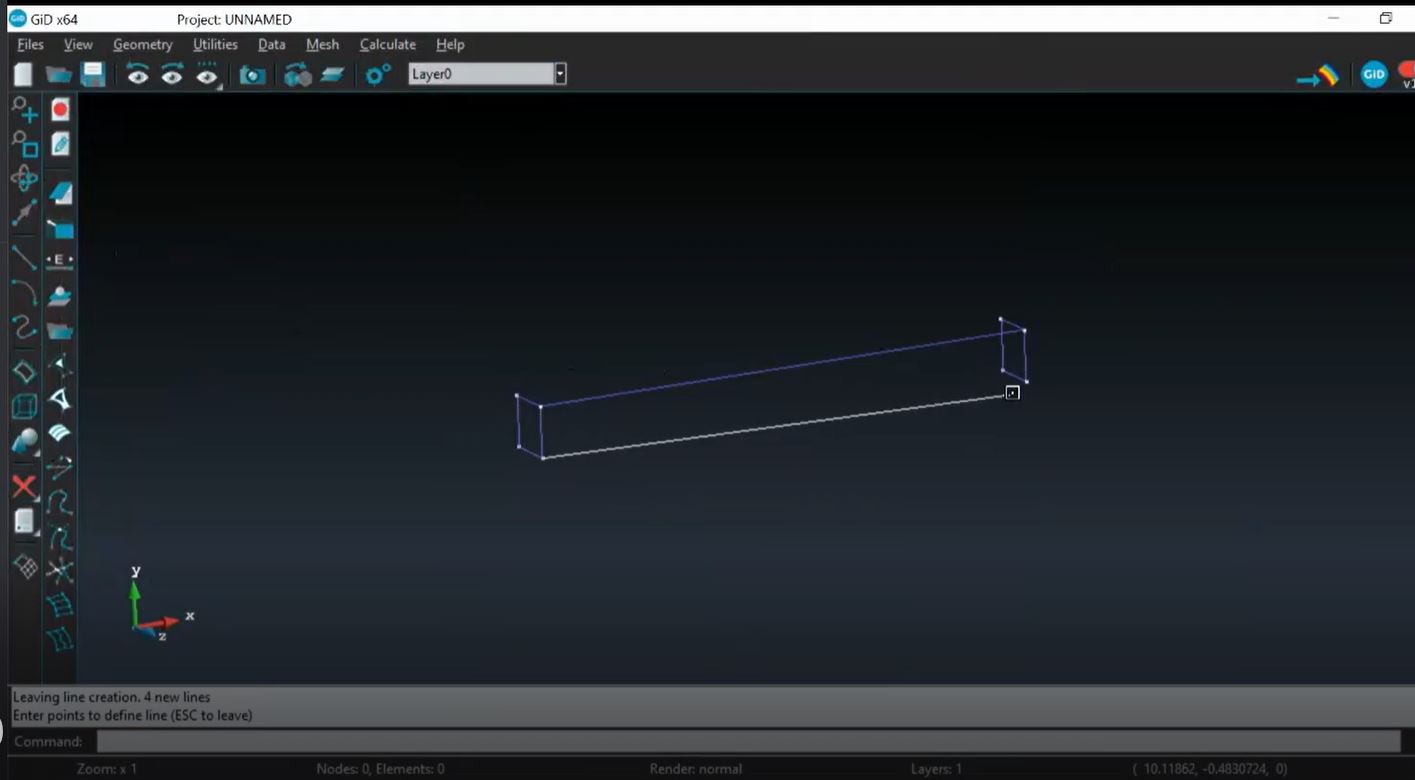 GiD x64 Project: UNNAMED
Files View Geometry Utilities Data Mesh Calculate Help
Layer0
GiD
E
y
x
z
Leaving line creation. 4 new lines
Enter points to define line (ESC to leave)
Command:
Zoom: x 1 Nodes: 0, Elements: 0 Render: normal Layers: 1 ( 10.11862, -0.4830724, 0)